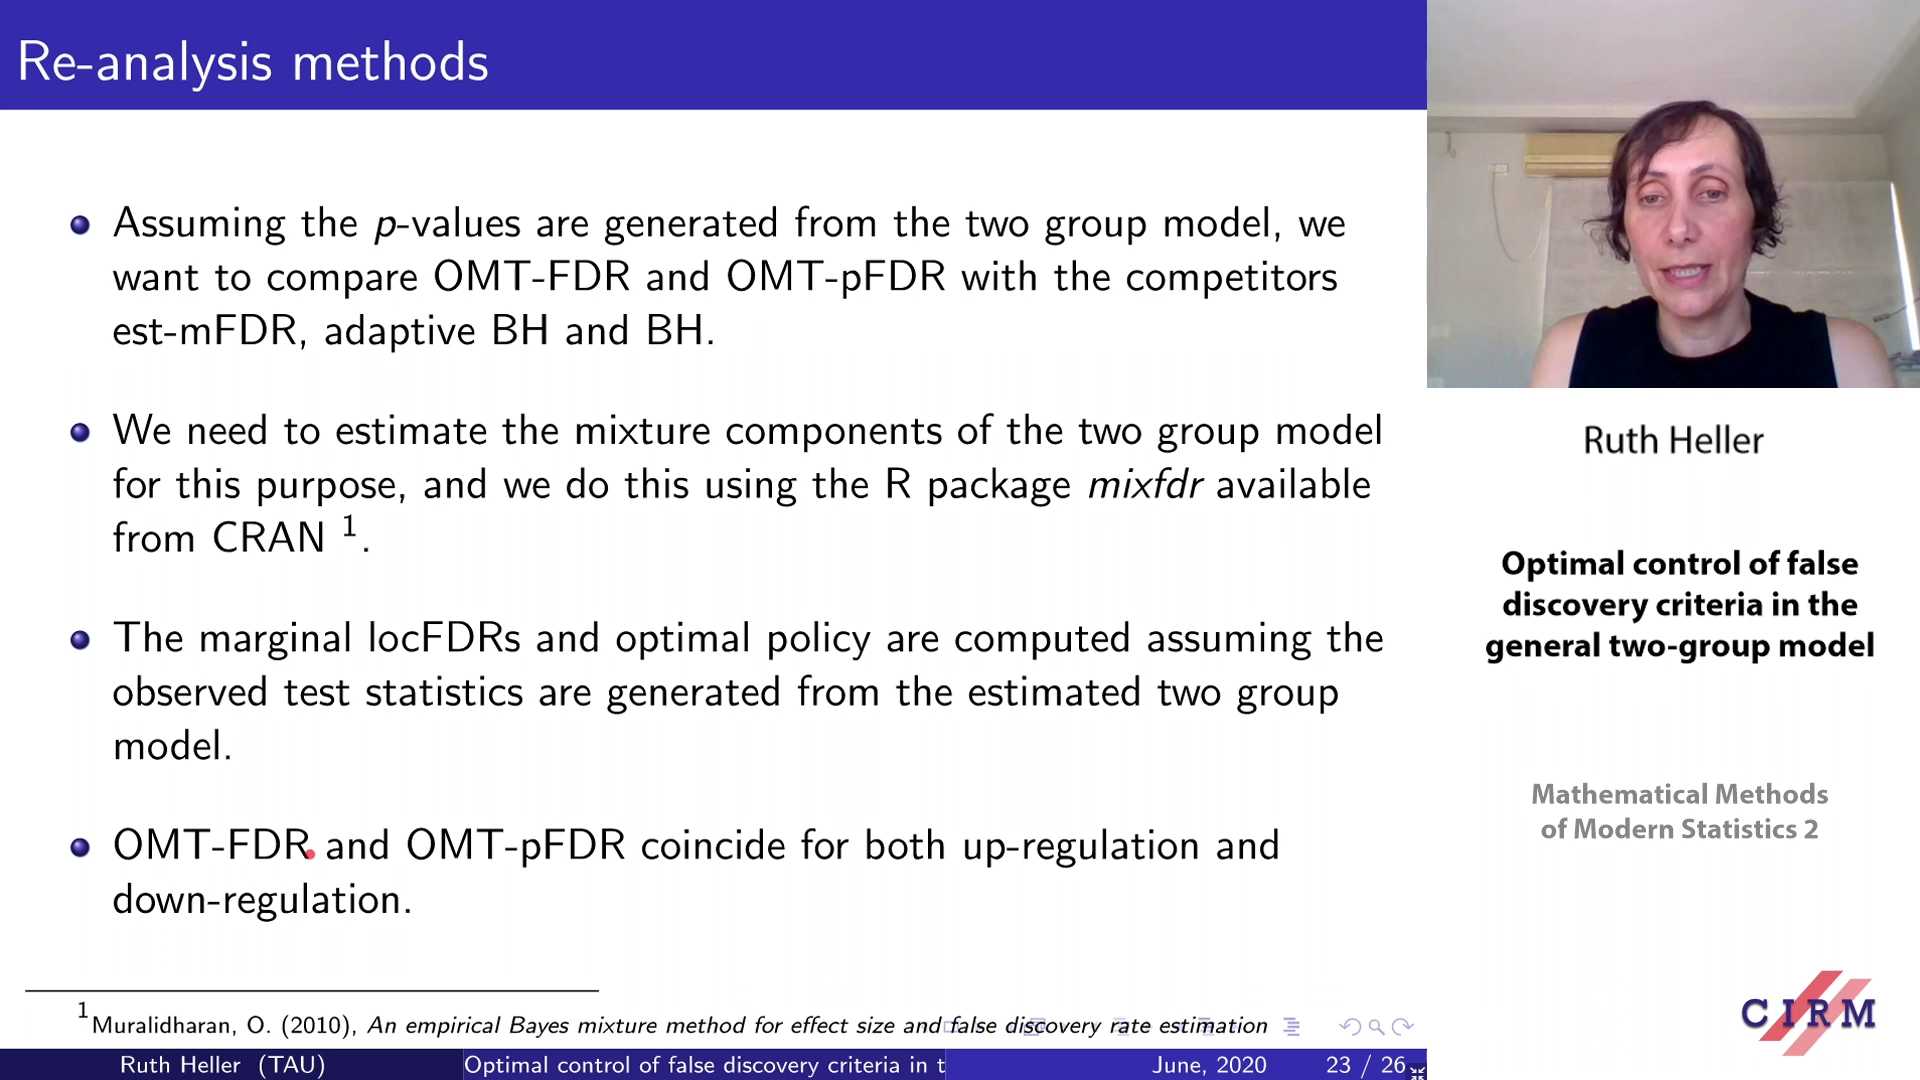 Re-analysis methods
Assuming the p-values are generated from the two group model, we
want to compare OMT-FDR and OMT-pFDR with the competitors
est-mFDR, adaptive BH and BH.
We need to estimate the mixture components of the two group model
for this purpose, and we do this using the R package mixfdr available
from CRAN 1.
The marginal locFDRs and optimal policy are computed assuming the
observed test statistics are generated from the estimated two group
model.
OMT-FDR and OMT-pFDR coincide for both up-regulation and
down-regulation.
1Muralidharan, O. (2010), An empirical Bayes mixture method for effect size and false discovery rate estimation
Ruth Heller (TAU)
Optimal control of false discovery criteria in t
June, 2020
23 / 26
Ruth Heller
Optimal control of false
discovery criteria in the
general two-group model
Mathematical Methods
of Modern Statistics 2
CIRM